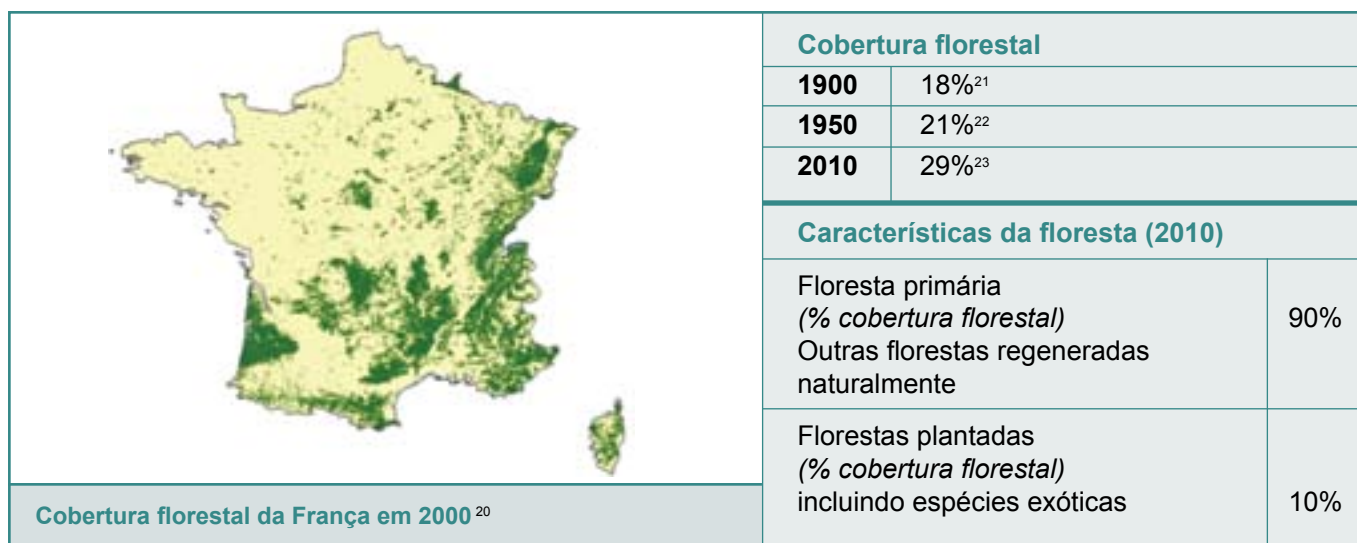 Cobertura florestal da França em 2000 20
Cobertura florestal
1900 18%21
1950 21%22
2010 29%23
Características da floresta (2010)
Floresta primária
(% cobertura florestal) 90%
Outras florestas regeneradas
naturalmente
Florestas plantadas
(% cobertura florestal)
incluindo espécies exóticas 10%